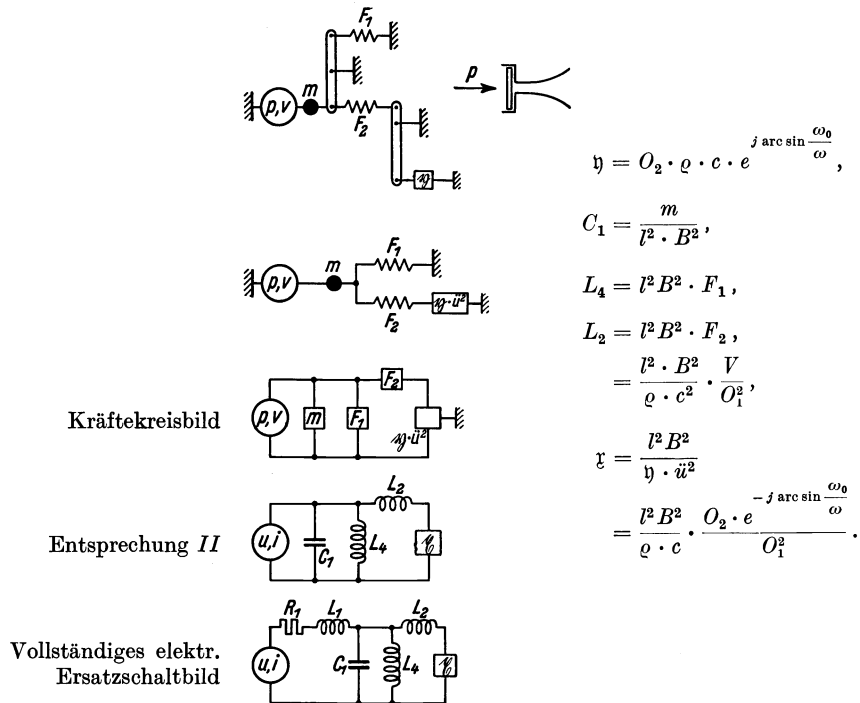 F₁
m
p,v
F₂
𝔶
p
F₁
m
p,v
F₂
𝔶·ü²
Kräftekreisbild
F₂
p,v
m
F₁
𝔶·ü²
Entsprechung II
L₂
u,i
C₁
L₄
𝔵
Vollständiges elektr.
Ersatzschaltbild
R₁
L₁
L₂
u,i
C₁
L₄
𝔵
𝔶 = O₂ · ϱ · c · e^{j arc sin ω₀/ω},
C₁ = m / (l² · B²),
L₄ = l² B² · F₁,
L₂ = l² B² · F₂,
= (l² · B²) / (ϱ · c²) · V / O₁²,
𝔵 = l² B² / (𝔶 · ü²)
= l² B² / (ϱ · c) · (O₂ · e^{−j arc sin ω₀/ω}) / O₁².